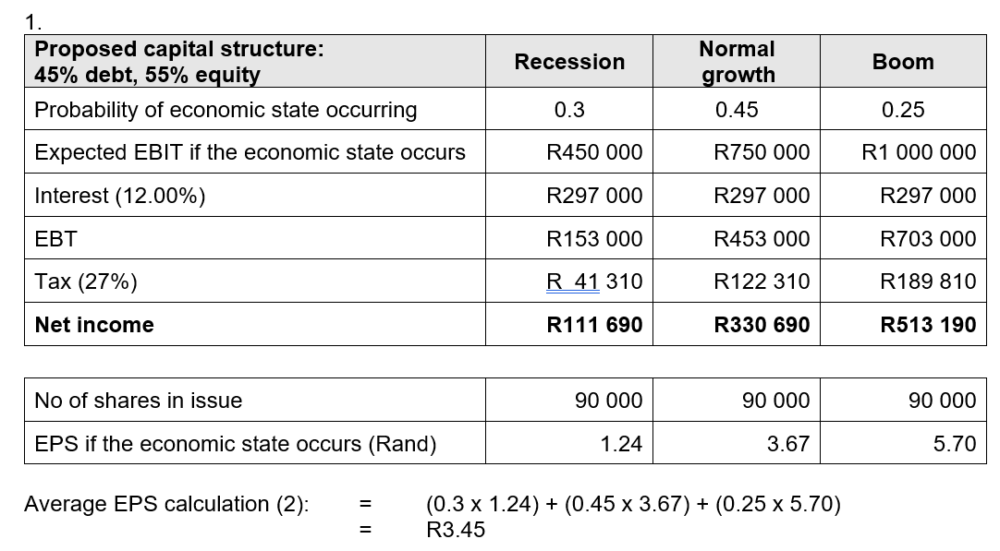 1.
Proposed capital structure:
45% debt, 55% equity
Recession
Normal
growth
Boom
Probability of economic state occurring 0.3 0.45 0.25
Expected EBIT if the economic state occurs R450 000 R750 000 R1 000 000
Interest (12.00%) R297 000 R297 000 R297 000
EBT R153 000 R453 000 R703 000
Tax (27%) R 41 310 R122 310 R189 810
Net income R111 690 R330 690 R513 190
No of shares in issue 90 000 90 000 90 000
EPS if the economic state occurs (Rand) 1.24 3.67 5.70
Average EPS calculation (2): = (0.3 x 1.24) + (0.45 x 3.67) + (0.25 x 5.70)
= R3.45